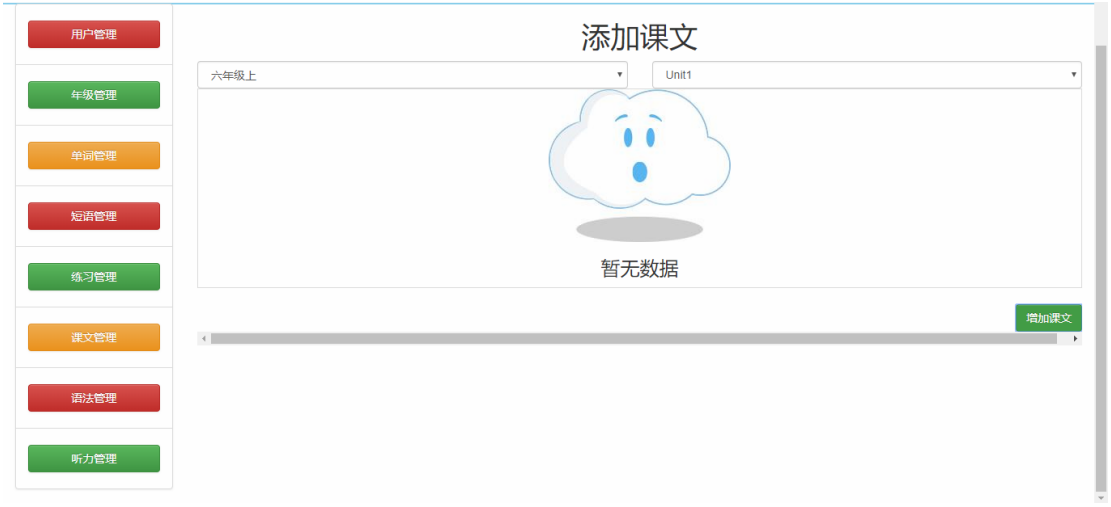 用户管理
年级管理
单词管理
短语管理
练习管理
课文管理
语法管理
听力管理
添加课文
六年级上
Unit1
暂无数据
增加课文